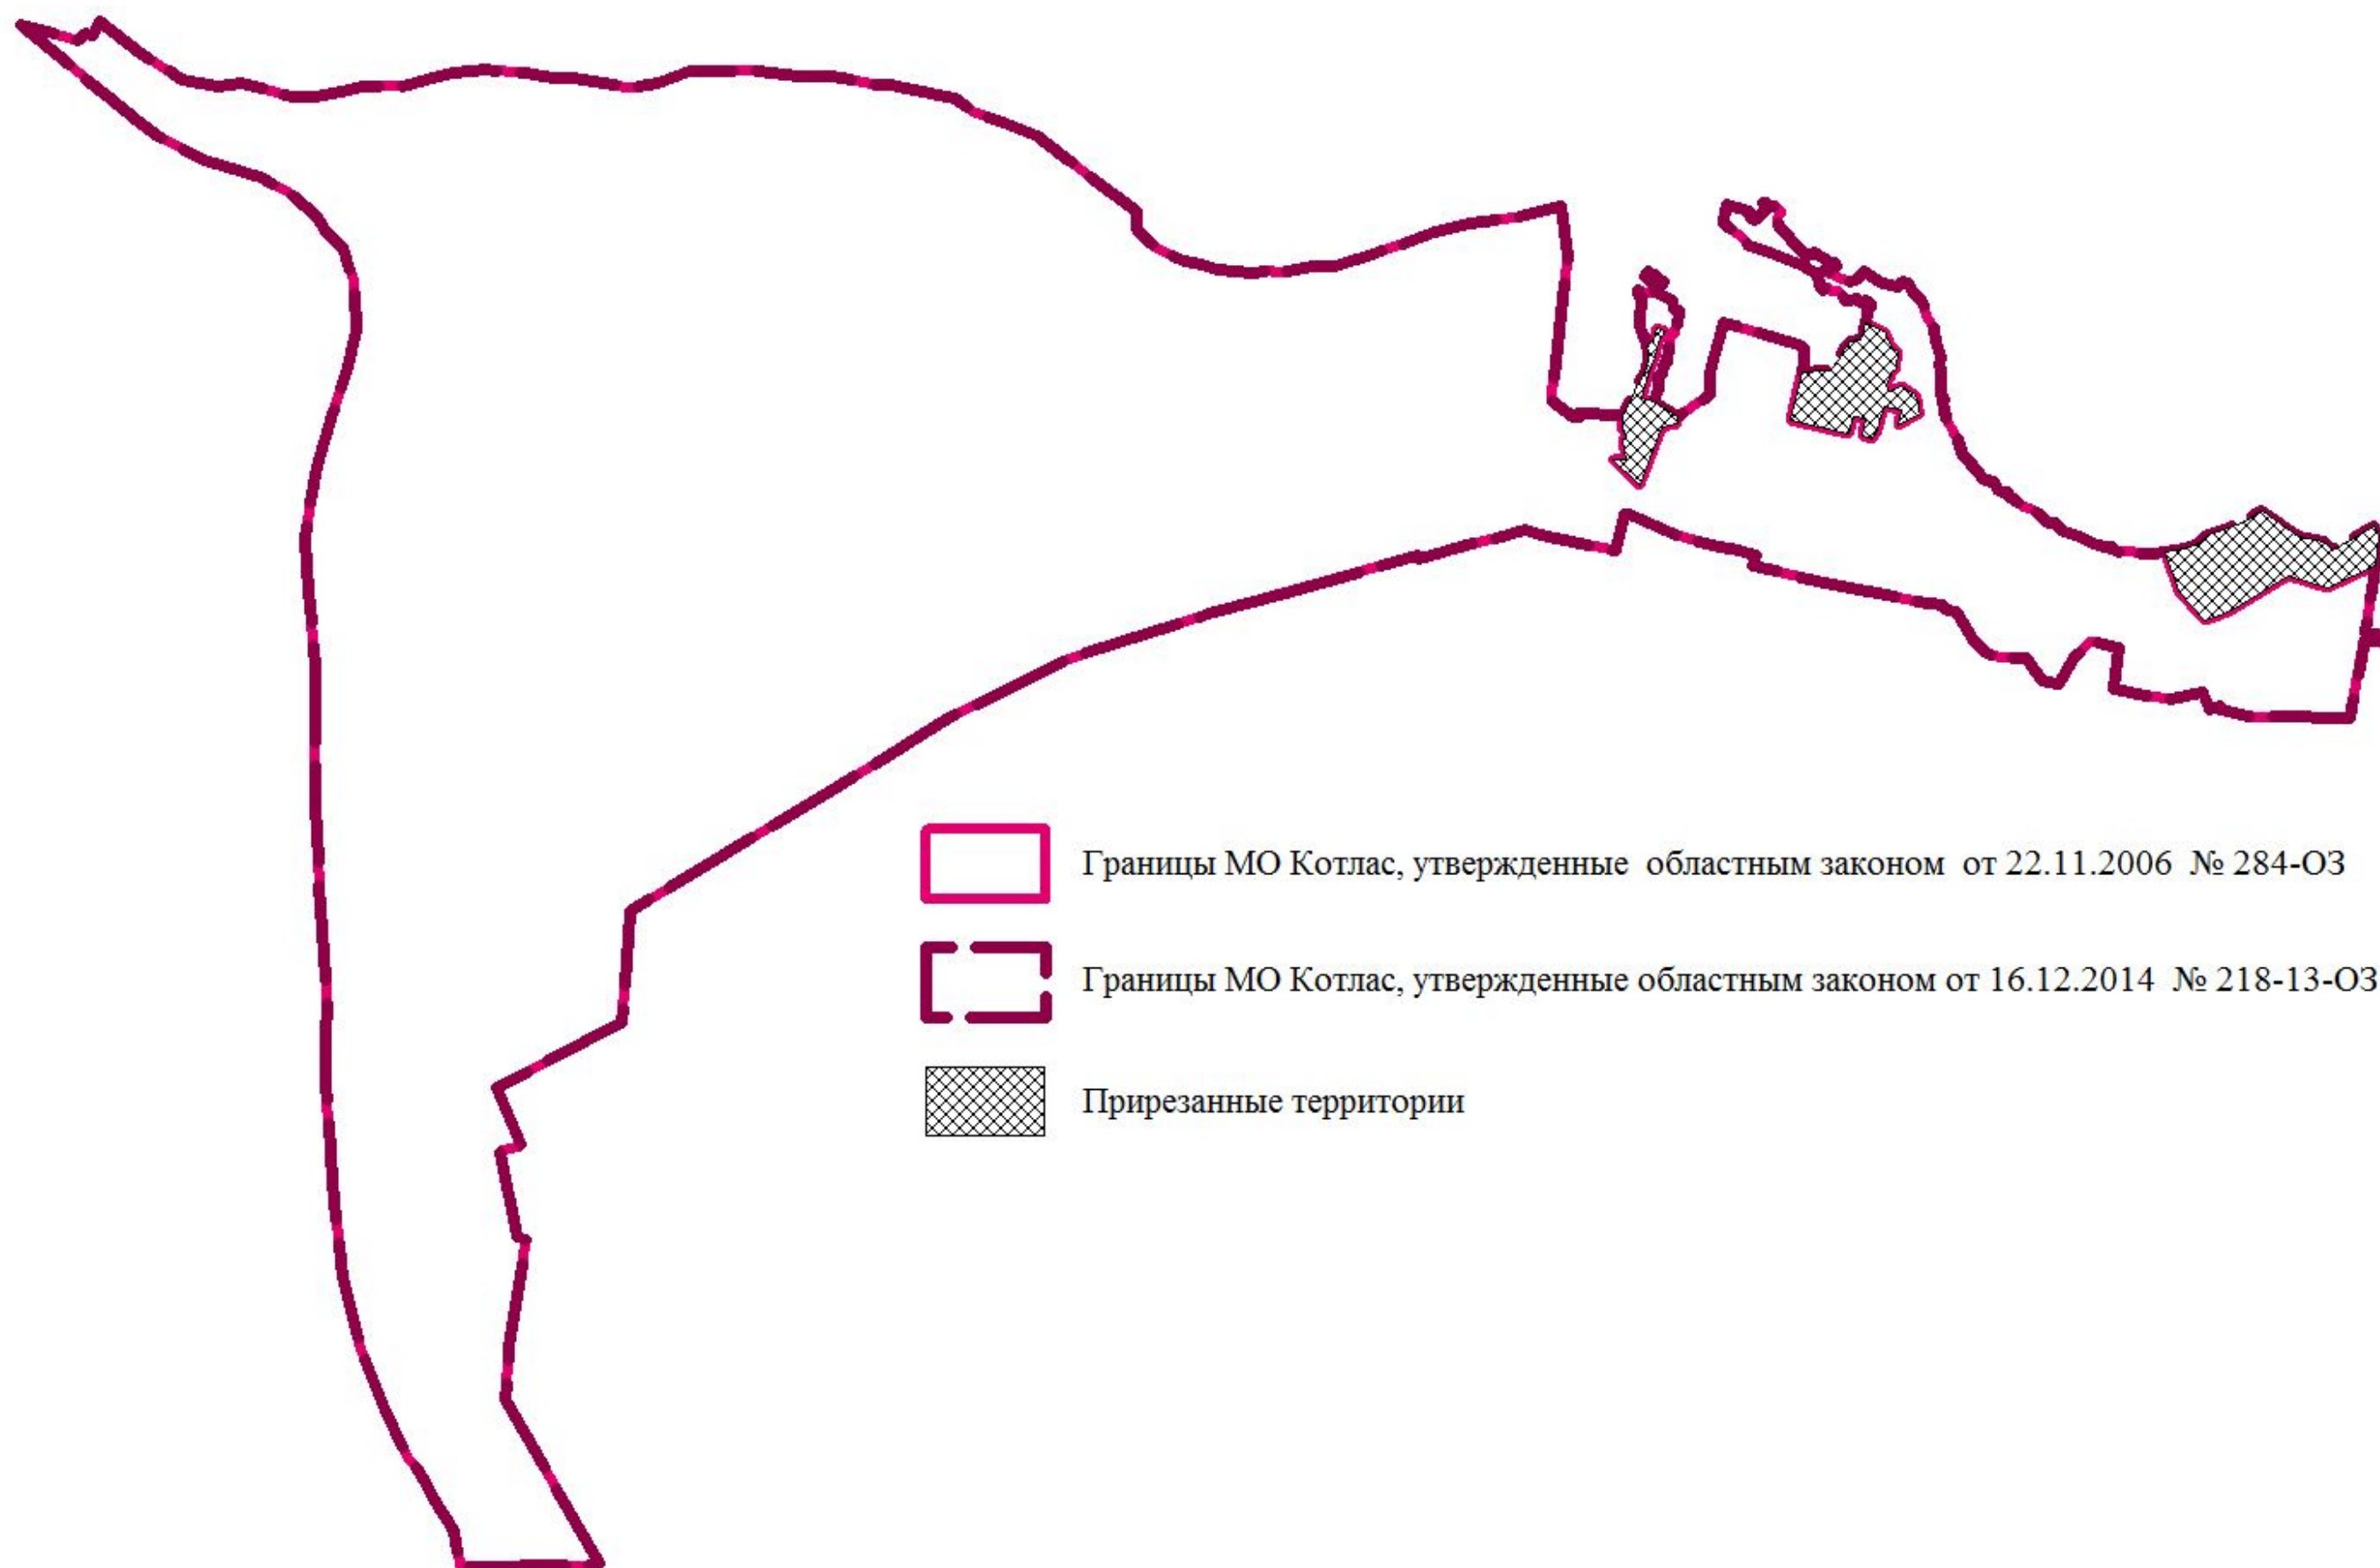 Границы МО Котлас, утвержденные областным законом от 22.11.2006 № 284-ОЗ
Границы МО Котлас, утвержденные областным законом от 16.12.2014 № 218-13-ОЗ
Прирезанные территории